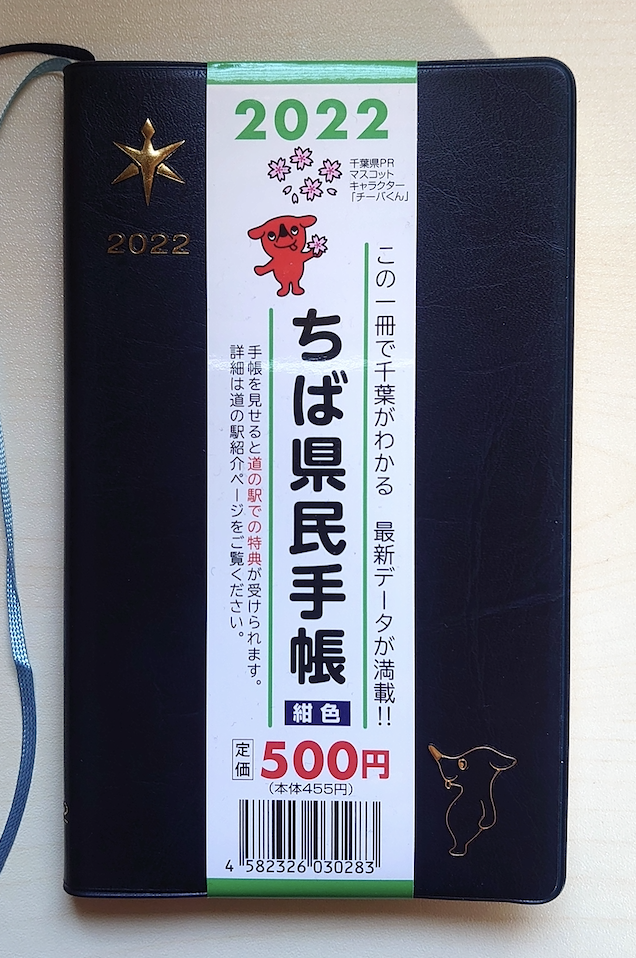 2022
2022
千葉県PR
マスコット
キャラクター
「チーバくん」
この一冊で千葉がわかる 最新データが満載!!
ちば県民手帳
紺色
手帳を見せると道の駅での特典が受けられます。
詳細は道の駅紹介ページをご覧ください。
定価
500円
(本体455円)
4 582326 030283